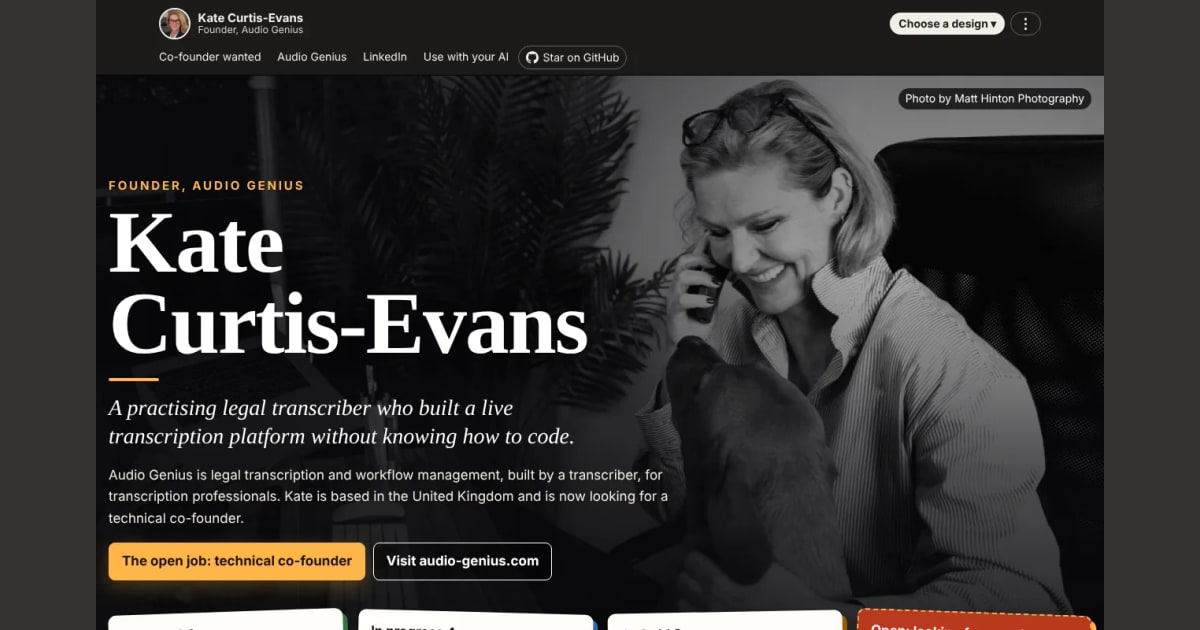 Kate Curtis-Evans
Founder, Audio Genius
Choose a design ▾
Co-founder wanted
Audio Genius
LinkedIn
Use with your AI
Star on GitHub
Photo by Matt Hinton Photography
FOUNDER, AUDIO GENIUS
Kate
Curtis-Evans
A practising legal transcriber who built a live
transcription platform without knowing how to code.
Audio Genius is legal transcription and workflow management, built by a transcriber, for
transcription professionals. Kate is based in the United Kingdom and is now looking for a
technical co-founder.
The open job: technical co-founder
Visit audio-genius.com